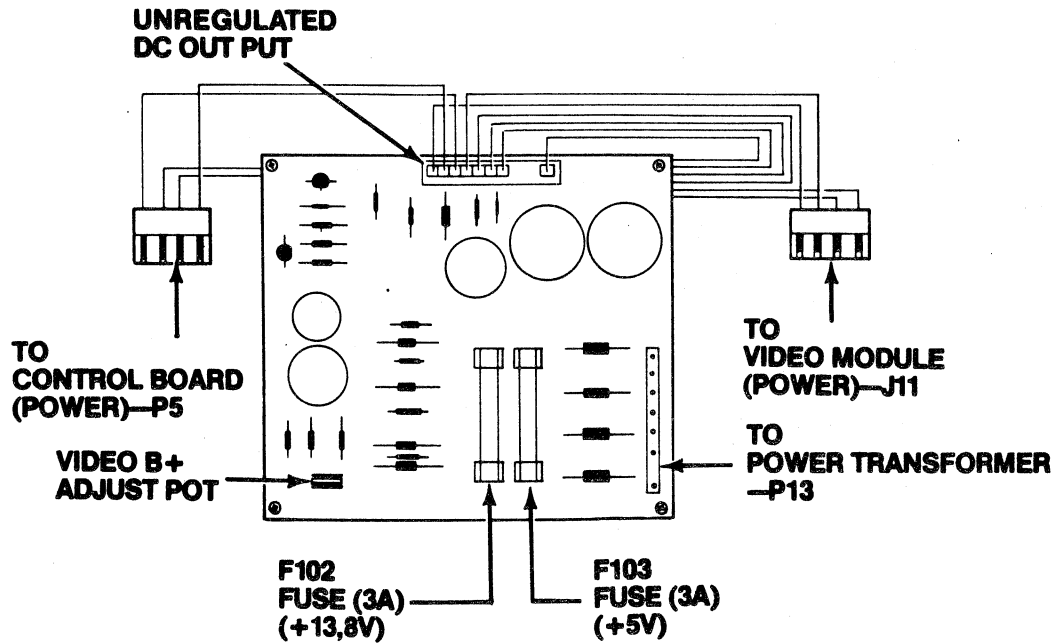 UNREGULATED
DC OUT PUT
TO
CONTROL BOARD
(POWER)—P5
TO
VIDEO MODULE
(POWER)—J11
VIDEO B+
ADJUST POT
TO
POWER TRANSFORMER
—P13
F102
FUSE (3A)
(+13,8V)
F103
FUSE (3A)
(+5V)